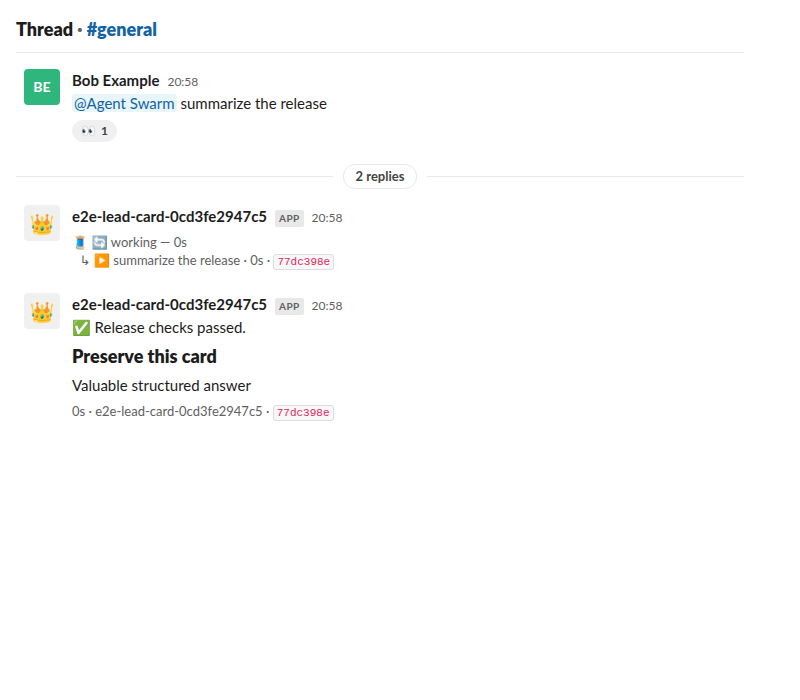 Thread • #general
BE
Bob Example 20:58
@Agent Swarm summarize the release
👀 1
2 replies
e2e-lead-card-0cd3fe2947c5 APP 20:58
🧵 🔄 working — 0s
↳ ▶️ summarize the release · 0s · 77dc398e
e2e-lead-card-0cd3fe2947c5 APP 20:58
✅ Release checks passed.
Preserve this card
Valuable structured answer
0s · e2e-lead-card-0cd3fe2947c5 · 77dc398e